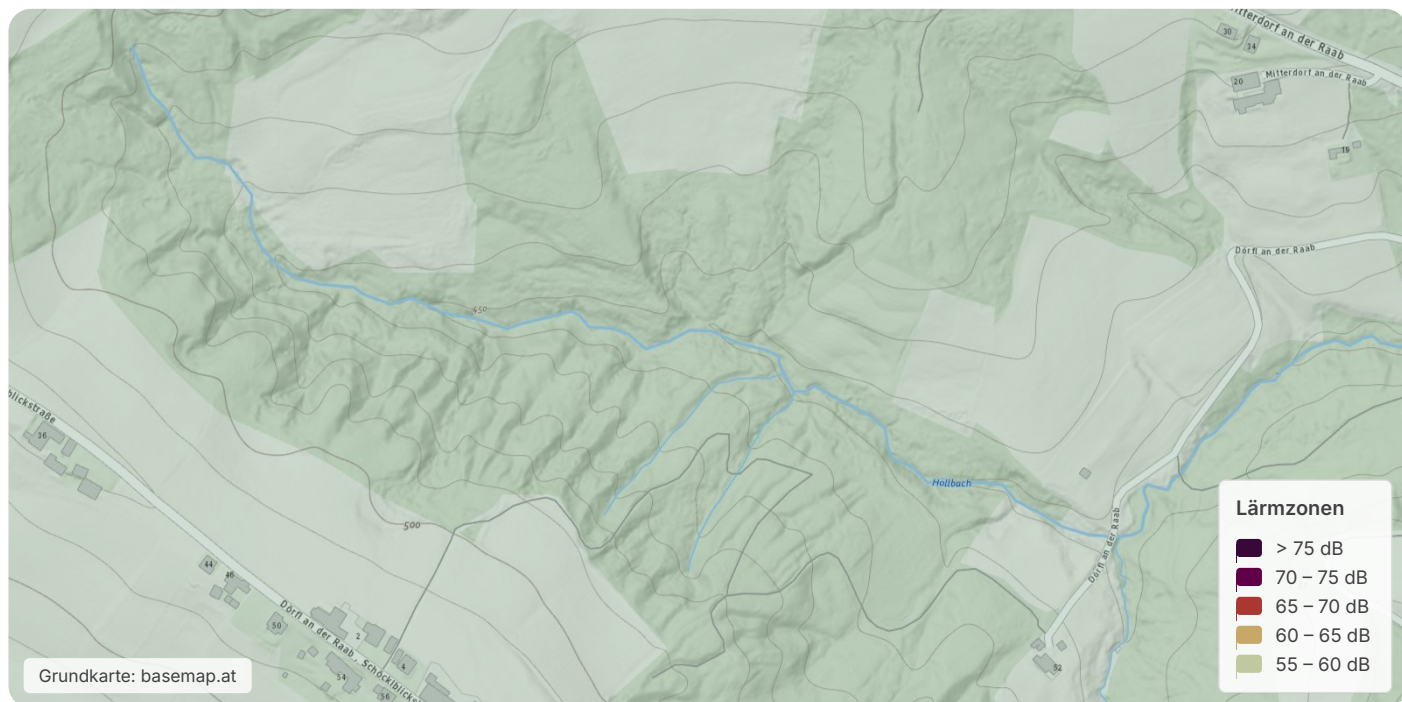 Mitterdorf an der Raab
30
34
20
Mitterdorf an der Raab
Dörfl an der Raab
450
blickstraße
36
Hollbach
500
Dörfl an der Raab
44
46
50
2
Dörfl an der Raab, Schöcklblicks
4
54
56
52
Lärmzonen
> 75 dB
70 – 75 dB
65 – 70 dB
60 – 65 dB
55 – 60 dB
Grundkarte: basemap.at